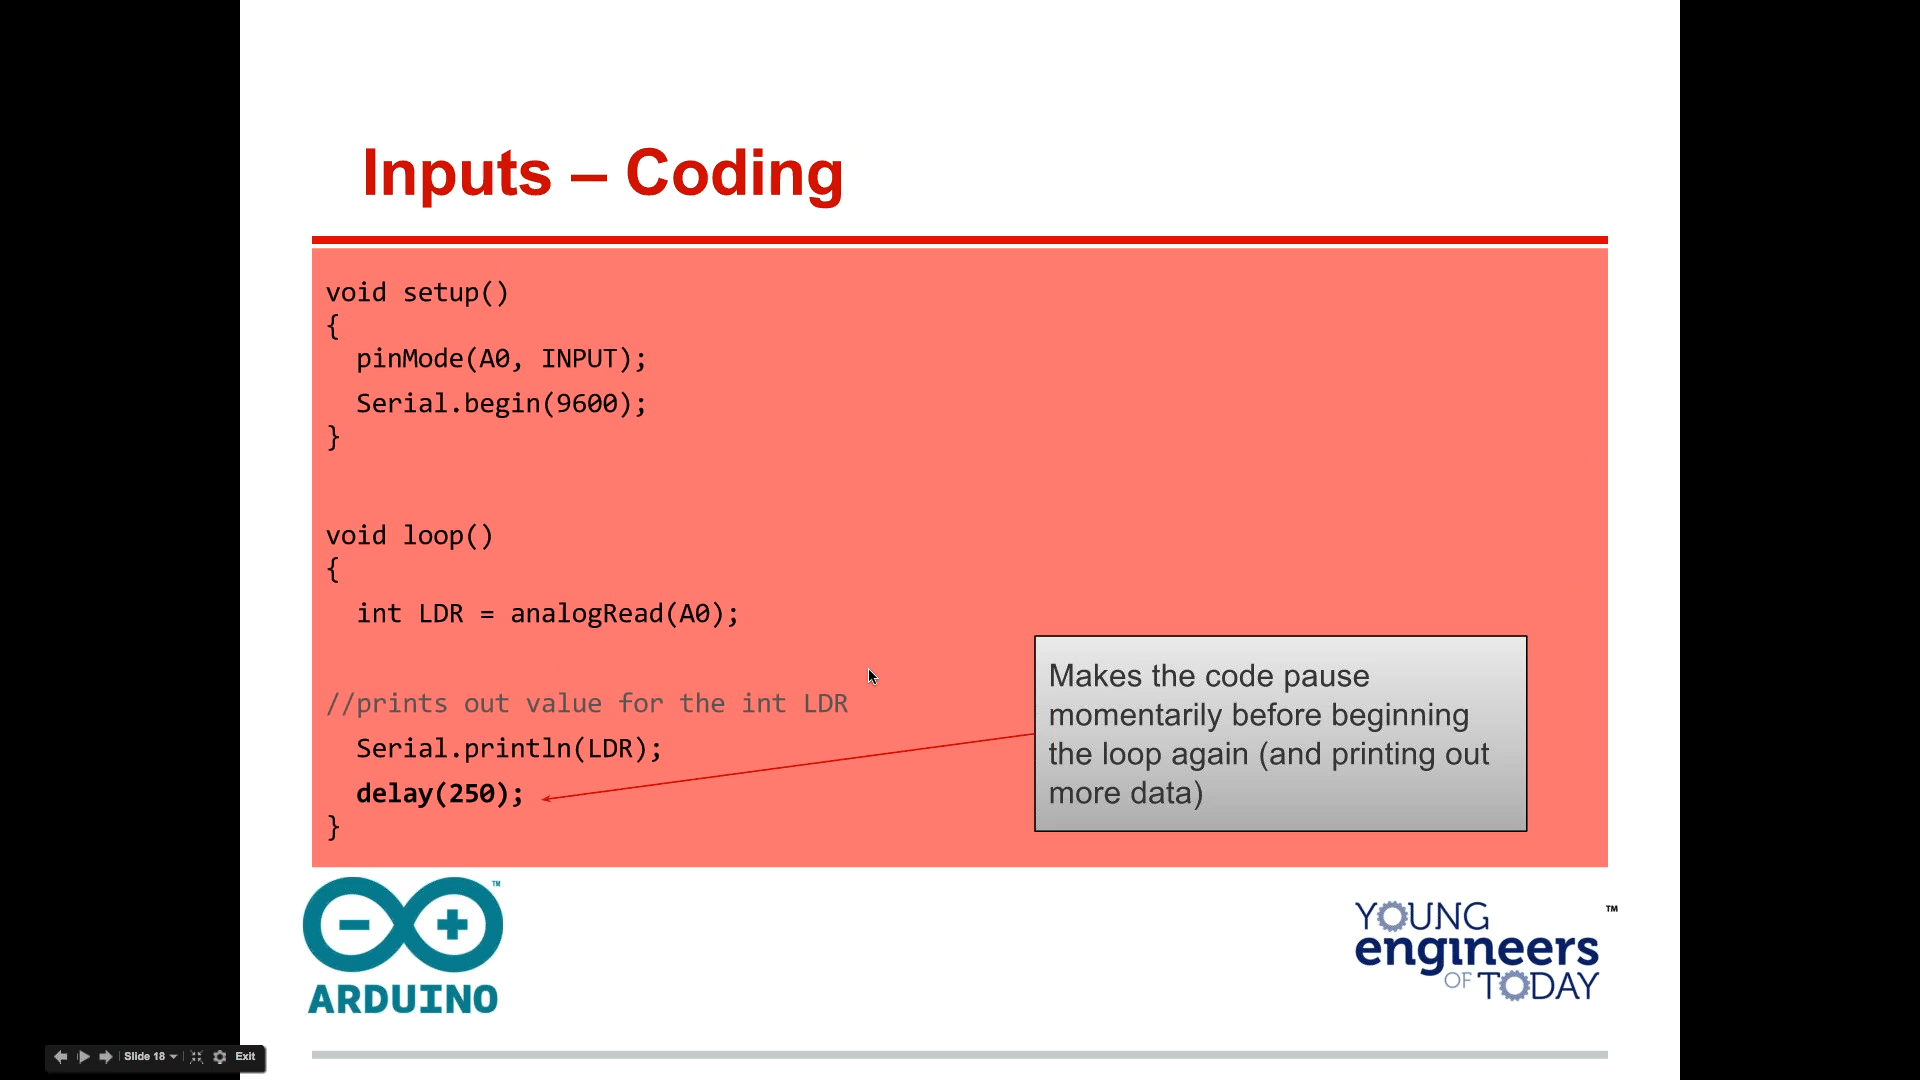 Inputs – Coding
void setup()
{
  pinMode(A0, INPUT);
  Serial.begin(9600);
}
void loop()
{
  int LDR = analogRead(A0);
//prints out value for the int LDR
  Serial.println(LDR);
  delay(250);
}
Makes the code pause
momentarily before beginning
the loop again (and printing out
more data)
TM
ARDUINO
YOUNG TM
engineers
OF TODAY
Slide 18 Exit